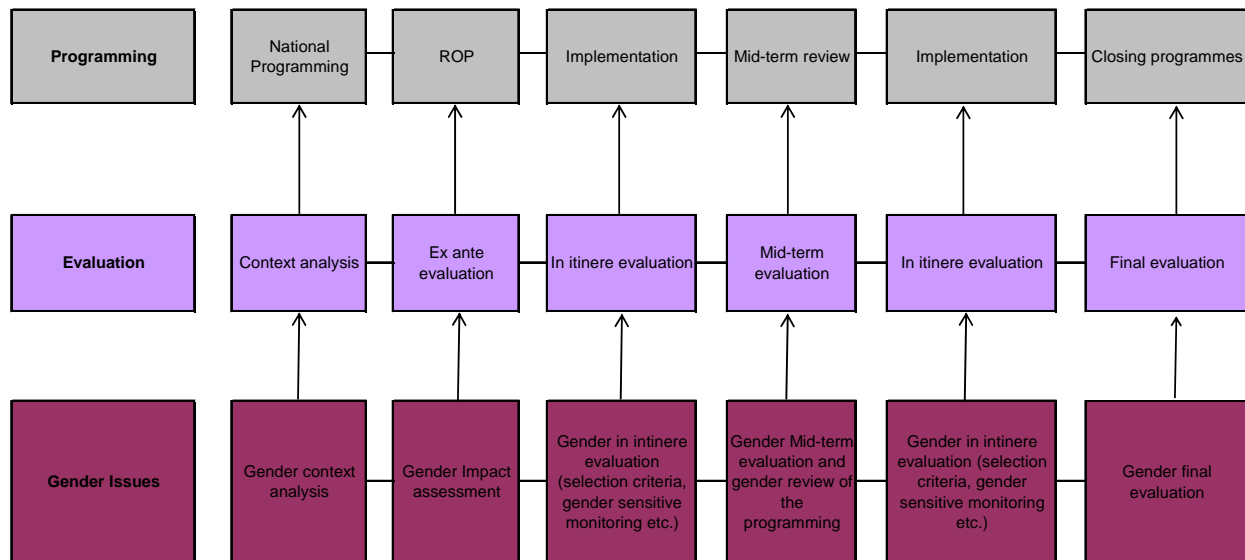 Programming
National
Programming
ROP
Implementation
Mid-term review
Implementation
Closing programmes
Evaluation
Context analysis
Ex ante
evaluation
In itinere evaluation
Mid-term
evaluation
In itinere evaluation
Final evaluation
Gender Issues
Gender context
analysis
Gender Impact
assessment
Gender in intinere
evaluation
(selection criteria,
gender sensitive
monitoring etc.)
Gender Mid-term
evaluation and
gender review of
the
programming
Gender in intinere
evaluation (selection
criteria, gender
sensitive monitoring
etc.)
Gender final
evaluation